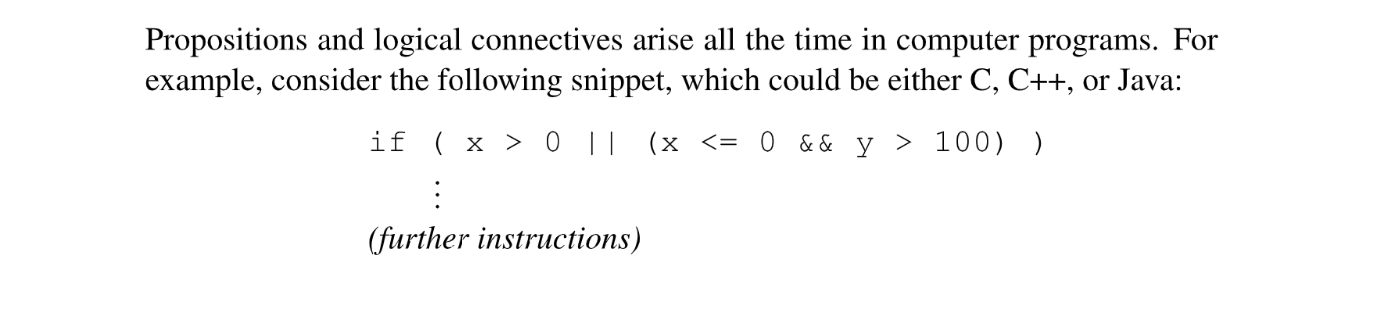 Propositions and logical connectives arise all the time in computer programs. For
example, consider the following snippet, which could be either C, C++, or Java:
if ( x > 0 || (x <= 0 && y > 100) )
⋮
(further instructions)